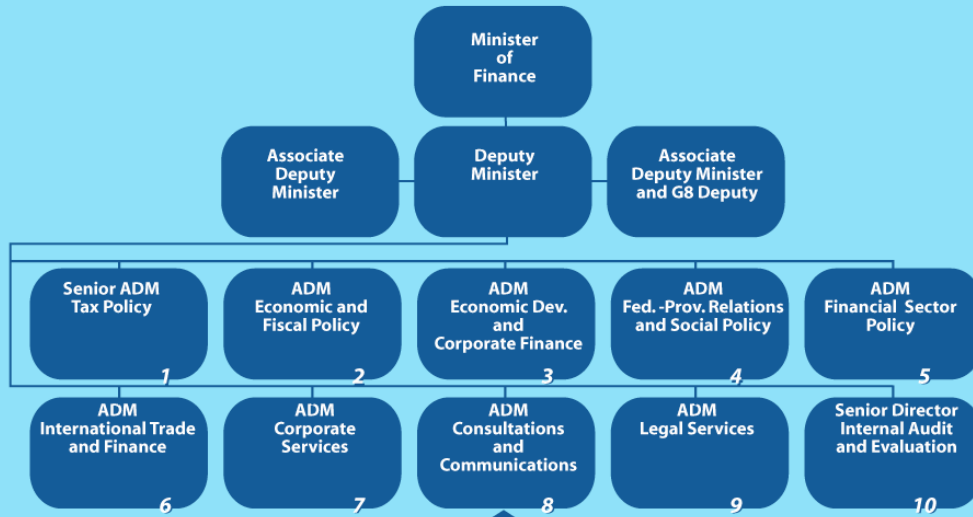 Minister
of
Finance
Associate
Deputy
Minister
Deputy
Minister
Associate
Deputy Minister
and G8 Deputy
Senior ADM
Tax Policy
1
ADM
Economic and
Fiscal Policy
2
ADM
Economic Dev.
and
Corporate Finance
3
ADM
Fed. -Prov. Relations
and Social Policy
4
ADM
Financial Sector
Policy
5
ADM
International Trade
and Finance
6
ADM
Corporate
Services
7
ADM
Consultations
and
Communications
8
ADM
Legal Services
9
Senior Director
Internal Audit
and Evaluation
10